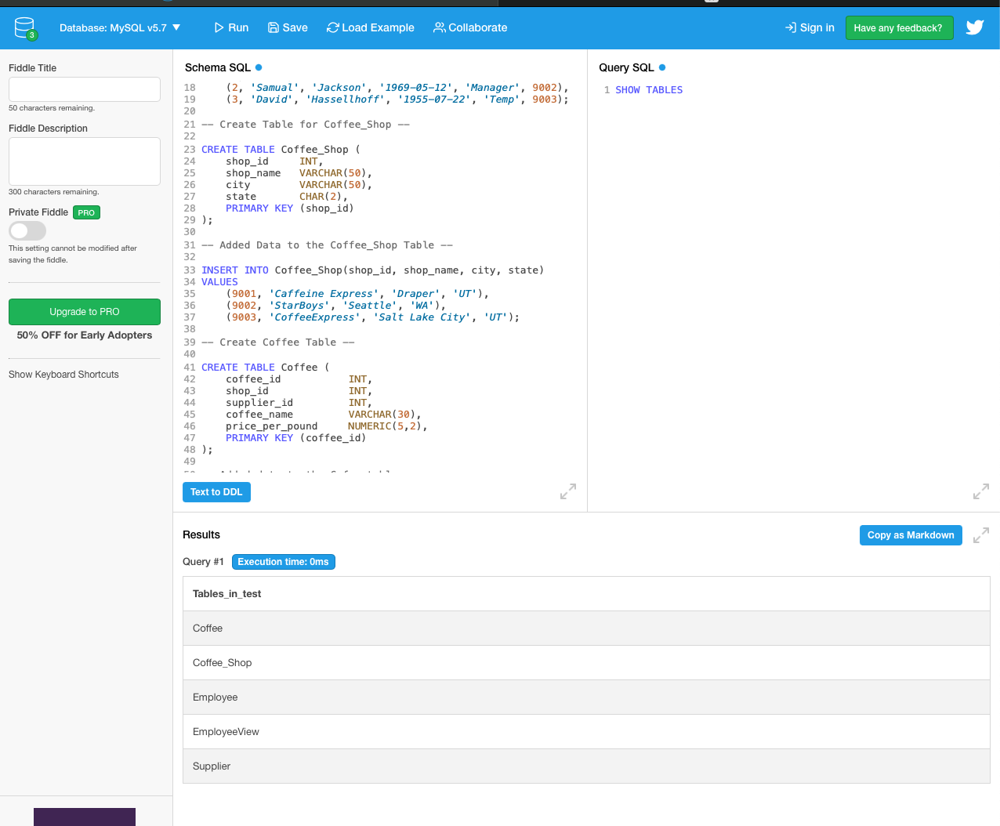 3
Database: MySQL v5.7 ▼
Run
Save
Load Example
Collaborate
Sign in
Have any feedback?
Fiddle Title
50 characters remaining.
Fiddle Description
300 characters remaining.
Private Fiddle PRO
This setting cannot be modified after
saving the fiddle.
Upgrade to PRO
50% OFF for Early Adopters
Show Keyboard Shortcuts
Schema SQL
18     (2, 'Samual', 'Jackson', '1969-05-12', 'Manager', 9002),
19     (3, 'David', 'Hassellhoff', '1955-07-22', 'Temp', 9003);
20
21 -- Create Table for Coffee_Shop --
22
23 CREATE TABLE Coffee_Shop (
24     shop_id     INT,
25     shop_name   VARCHAR(50),
26     city        VARCHAR(50),
27     state       CHAR(2),
28     PRIMARY KEY (shop_id)
29 );
30
31 -- Added Data to the Coffee_Shop Table --
32
33 INSERT INTO Coffee_Shop(shop_id, shop_name, city, state)
34 VALUES
35     (9001, 'Caffeine Express', 'Draper', 'UT'),
36     (9002, 'StarBoys', 'Seattle', 'WA'),
37     (9003, 'CoffeeExpress', 'Salt Lake City', 'UT');
38
39 -- Create Coffee Table --
40
41 CREATE TABLE Coffee (
42     coffee_id           INT,
43     shop_id             INT,
44     supplier_id         INT,
45     coffee_name         VARCHAR(30),
46     price_per_pound     NUMERIC(5,2),
47     PRIMARY KEY (coffee_id)
48 );
49
Text to DDL
Query SQL
1 SHOW TABLES
Results
Copy as Markdown
Query #1 Execution time: 0ms
Tables_in_test
Coffee
Coffee_Shop
Employee
EmployeeView
Supplier